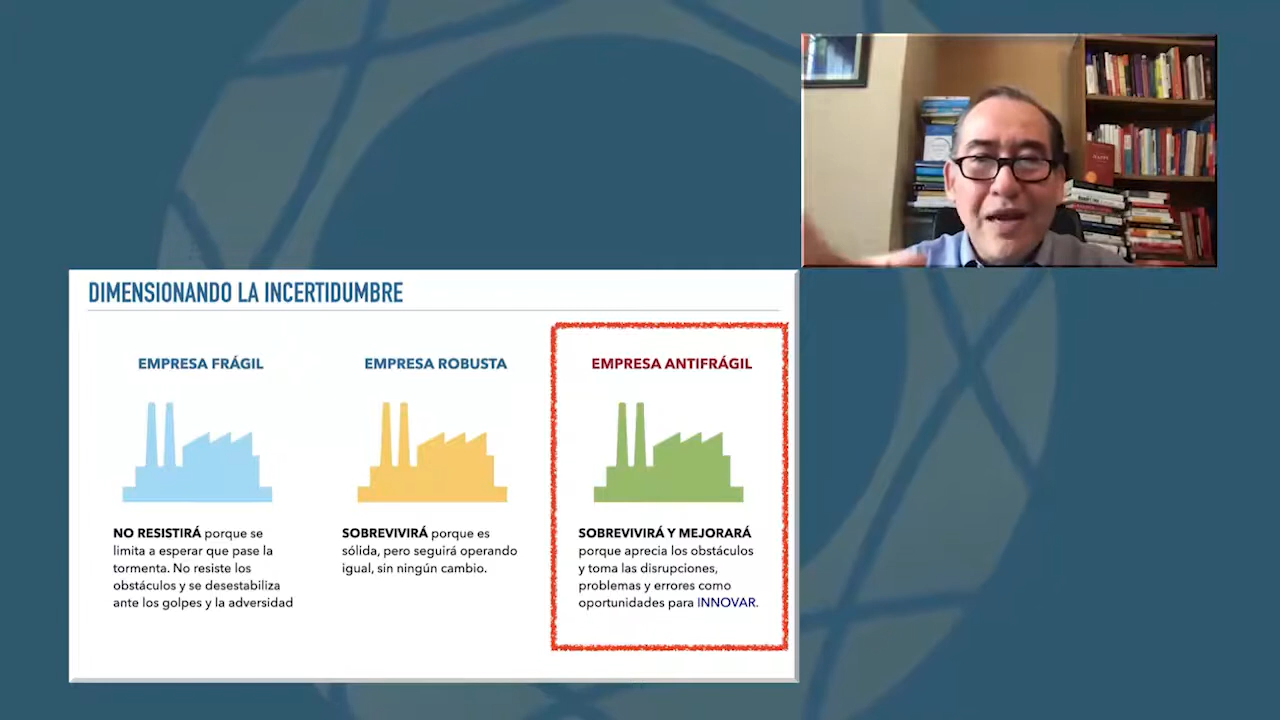 DIMENSIONANDO LA INCERTIDUMBRE
EMPRESA FRÁGIL
NO RESISTIRÁ porque se
limita a esperar que pase la
tormenta. No resiste los
obstáculos y se desestabiliza
ante los golpes y la adversidad
EMPRESA ROBUSTA
SOBREVIVIRÁ porque es
sólida, pero seguirá operando
igual, sin ningún cambio.
EMPRESA ANTIFRÁGIL
SOBREVIVIRÁ Y MEJORARÁ
porque aprecia los obstáculos
y toma las disrupciones,
problemas y errores como
oportunidades para INNOVAR.